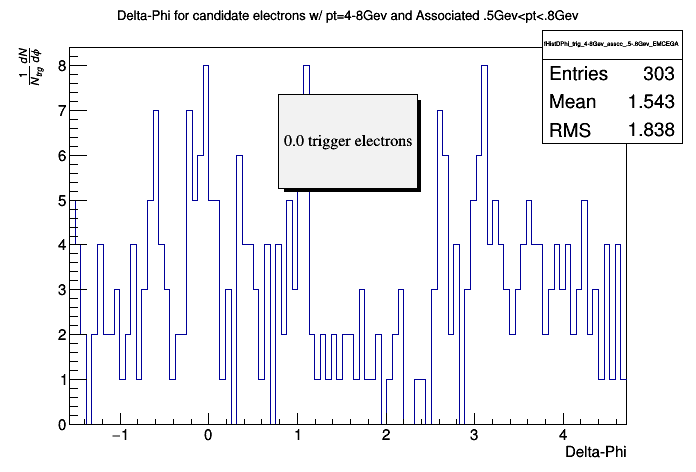 Delta-Phi for candidate electrons w/ pt=4-8Gev and Associated .5Gev<pt<.8Gev
1 dN
N_trg dϕ
fHistDPhi_trig_4-8Gev_assoc_.5-.8Gev_EMCEGA
Entries 303
Mean 1.543
RMS 1.838
0.0 trigger electrons
8
7
6
5
4
3
2
1
0
−1 0 1 2 3 4
Delta-Phi